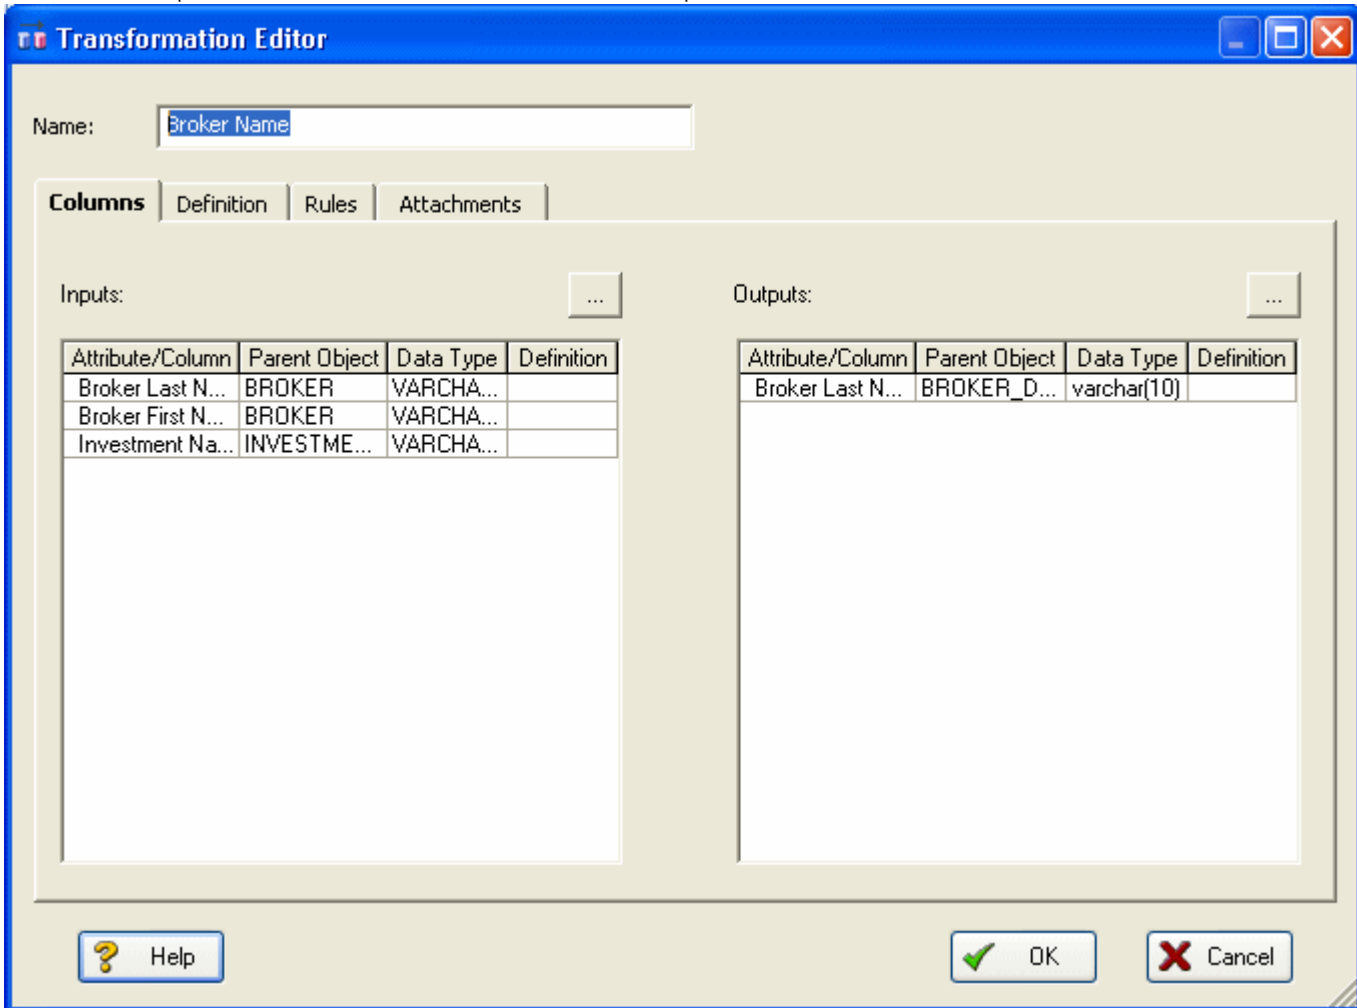 Transformation Editor
Name: Broker Name
Columns Definition Rules Attachments
Inputs: ... Outputs: ...
Attribute/Column Parent Object Data Type Definition Attribute/Column Parent Object Data Type Definition
Broker Last N... BROKER VARCHA... Broker Last N... BROKER_D... varchar(10)
Broker First N... BROKER VARCHA...
Investment Na... INVESTME... VARCHA...
Help OK Cancel